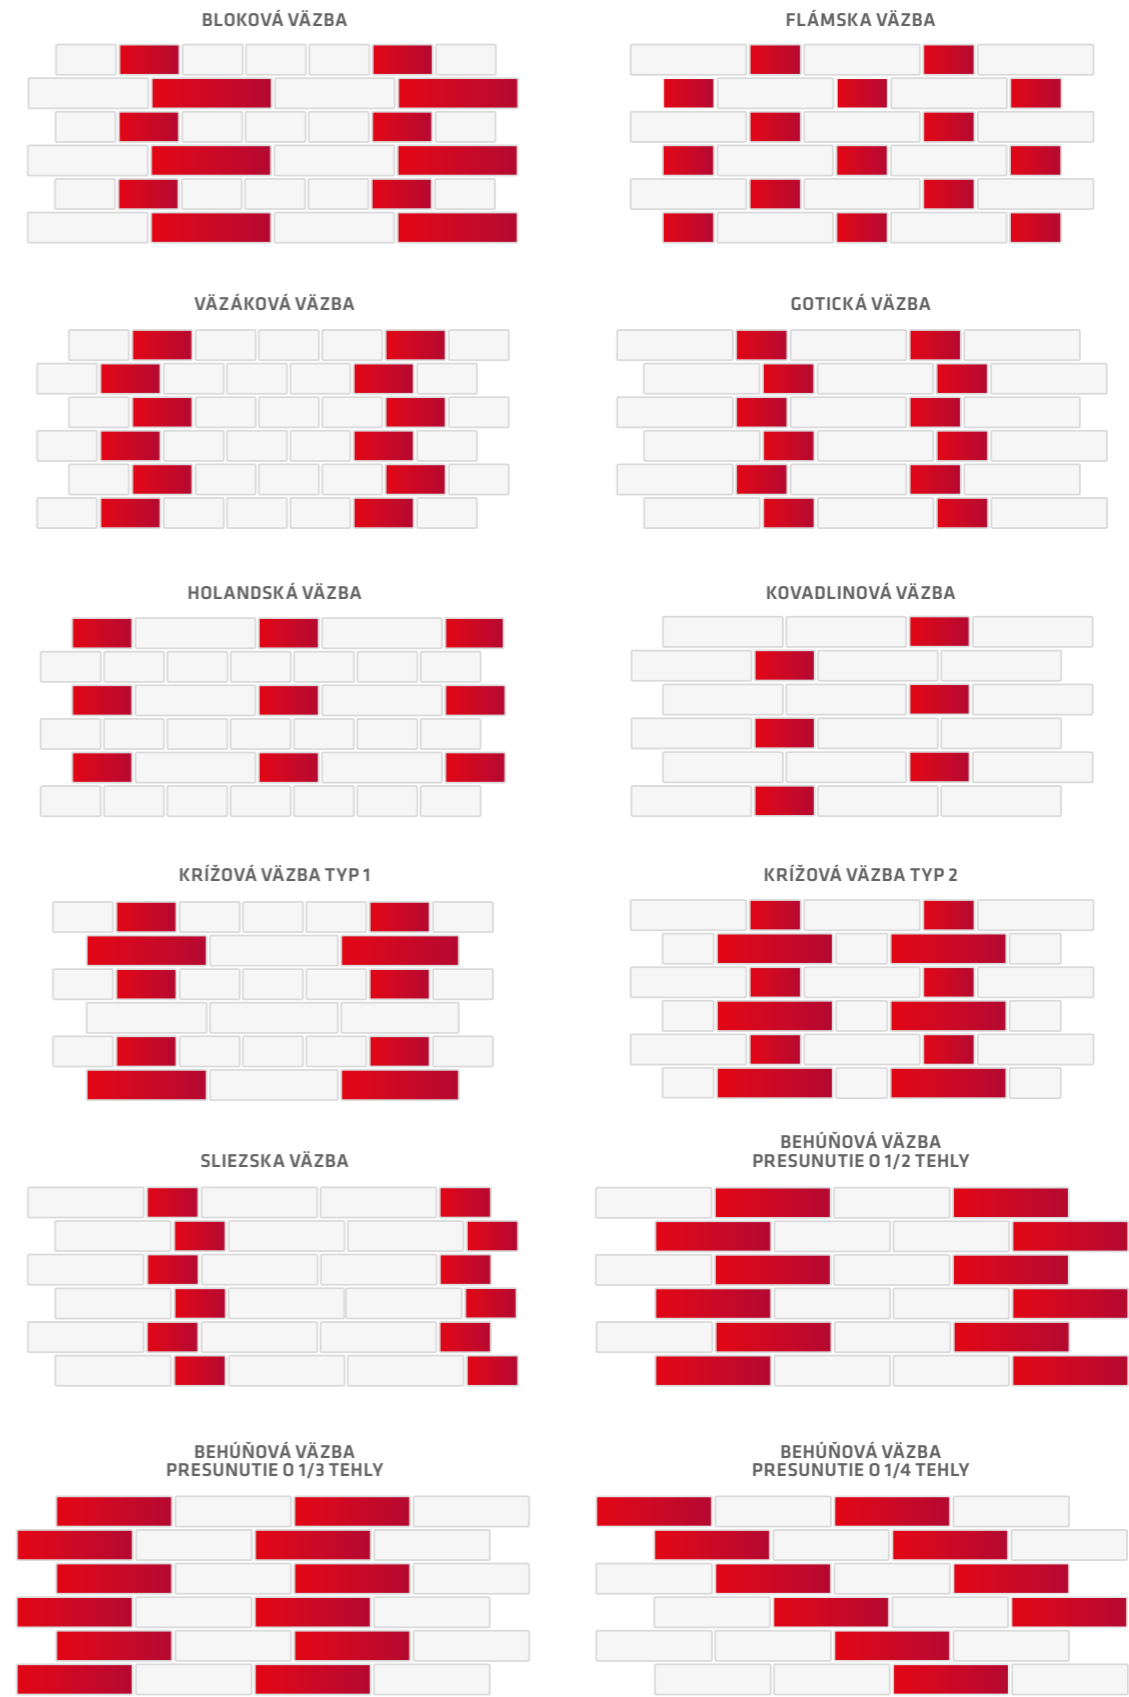 BLOKOVÁ VÄZBA
FLÁMSKA VÄZBA
VÄZÁKOVÁ VÄZBA
GOTICKÁ VÄZBA
HOLANDSKÁ VÄZBA
KOVADLINOVÁ VÄZBA
KRÍŽOVÁ VÄZBA TYP 1
KRÍŽOVÁ VÄZBA TYP 2
SLIEZSKA VÄZBA
BEHÚŇOVÁ VÄZBA
PRESUNUTIE O 1/2 TEHLY
BEHÚŇOVÁ VÄZBA
PRESUNUTIE O 1/3 TEHLY
BEHÚŇOVÁ VÄZBA
PRESUNUTIE O 1/4 TEHLY